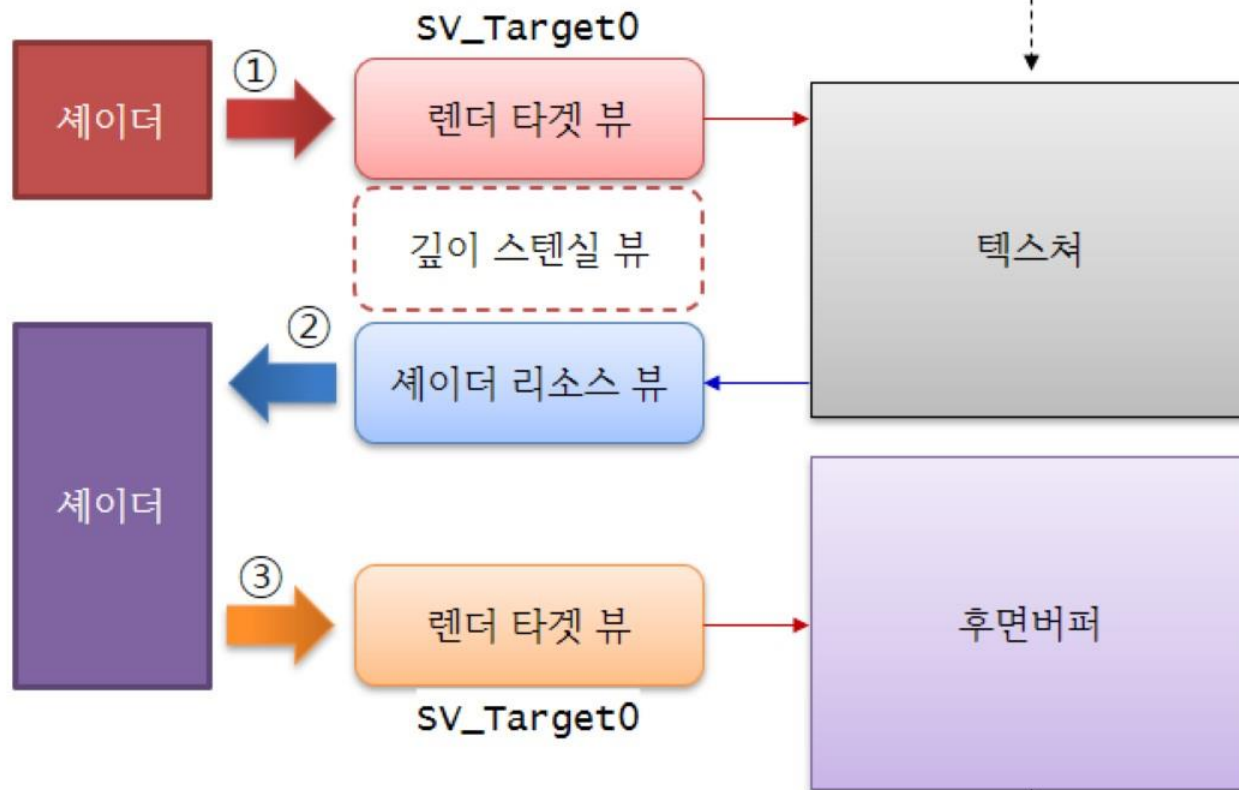 SV_Target0
셰이더
①
렌더 타겟 뷰
깊이 스텐실 뷰
텍스쳐
②
셰이더 리소스 뷰
셰이더
③
렌더 타겟 뷰
후면버퍼
SV_Target0